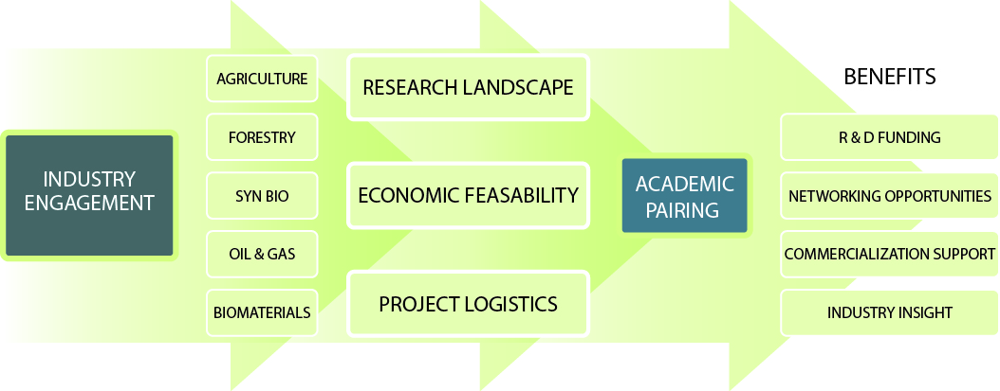 INDUSTRY
ENGAGEMENT
AGRICULTURE
FORESTRY
SYN BIO
OIL & GAS
BIOMATERIALS
RESEARCH LANDSCAPE
ECONOMIC FEASABILITY
PROJECT LOGISTICS
ACADEMIC
PAIRING
BENEFITS
R & D FUNDING
NETWORKING OPPORTUNITIES
COMMERCIALIZATION SUPPORT
INDUSTRY INSIGHT